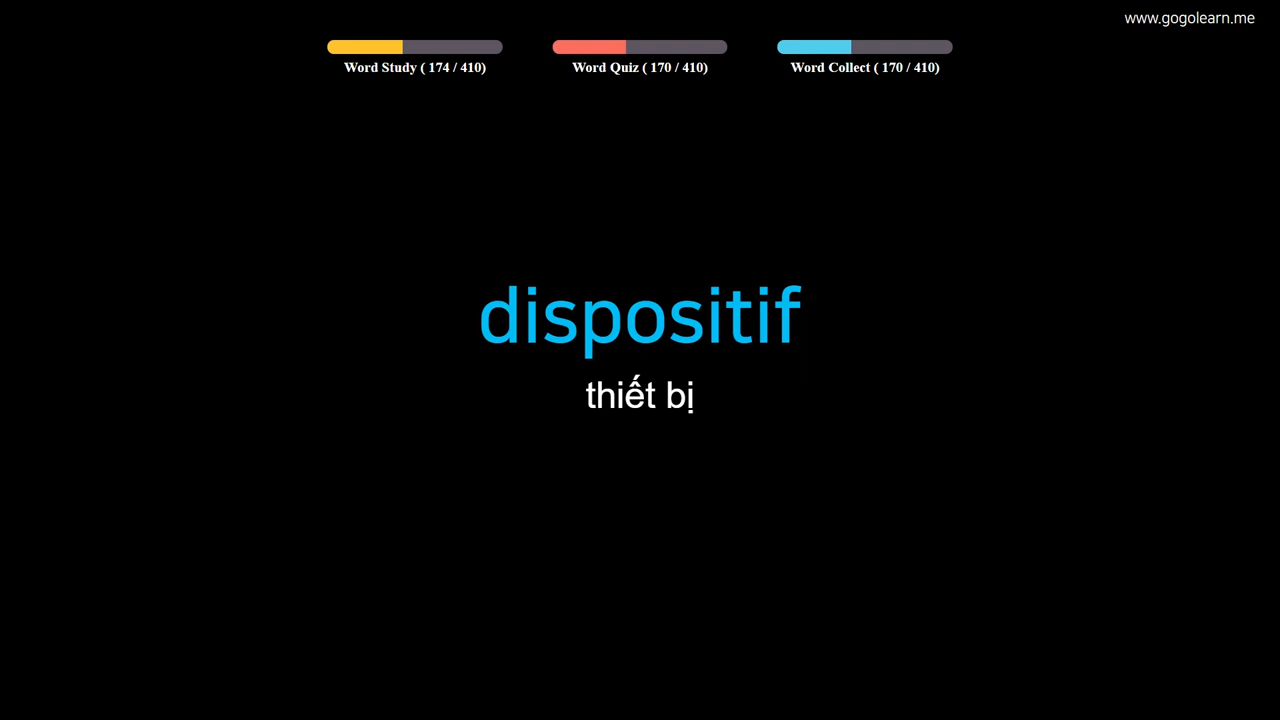 www.gogolearn.me
Word Study ( 174 / 410)
Word Quiz ( 170 / 410)
Word Collect ( 170 / 410)
dispositif
thiết bị